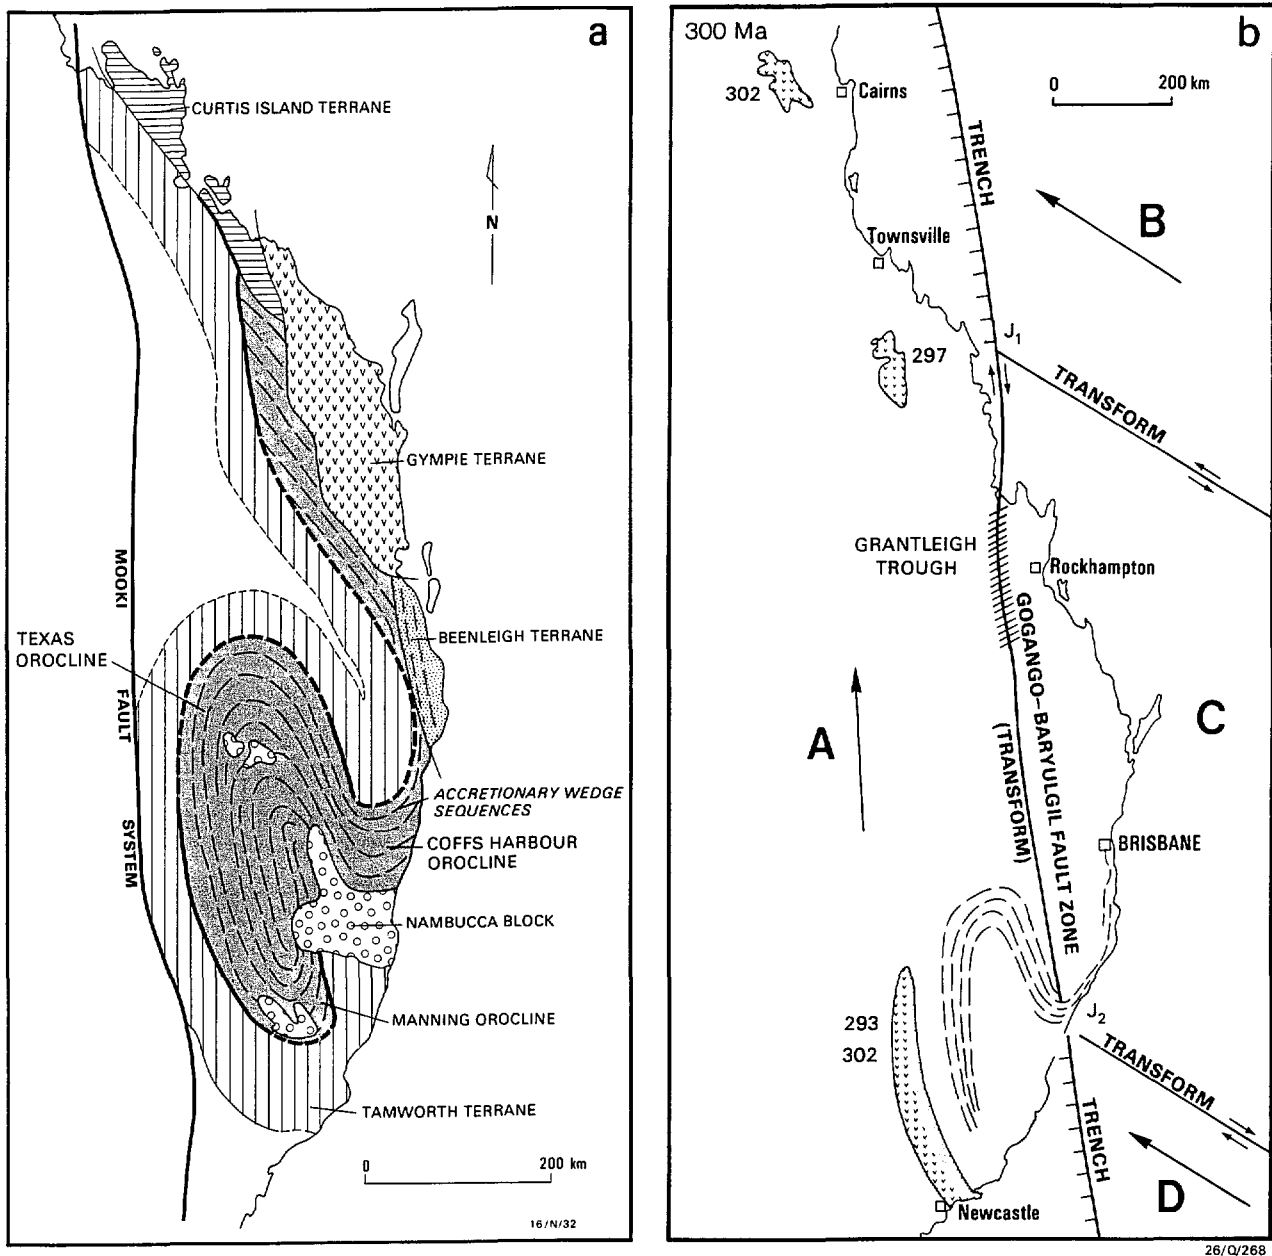 a
CURTIS ISLAND TERRANE
N
GYMPIE TERRANE
MOOKI
FAULT
SYSTEM
TEXAS
OROCLINE
BEENLEIGH TERRANE
ACCRETIONARY WEDGE
SEQUENCES
COFFS HARBOUR
OROCLINE
NAMBUCCA BLOCK
MANNING OROCLINE
TAMWORTH TERRANE
0 200 km
16/N/32
300 Ma
b
302
Cairns
0 200 km
TRENCH
B
Townsville
J1
297
TRANSFORM
GRANTLEIGH
TROUGH
Rockhampton
GOGANGO–BARYULGIL FAULT ZONE
(TRANSFORM)
A
C
BRISBANE
J2
293
302
TRANSFORM
TRENCH
D
Newcastle
26/Q/268